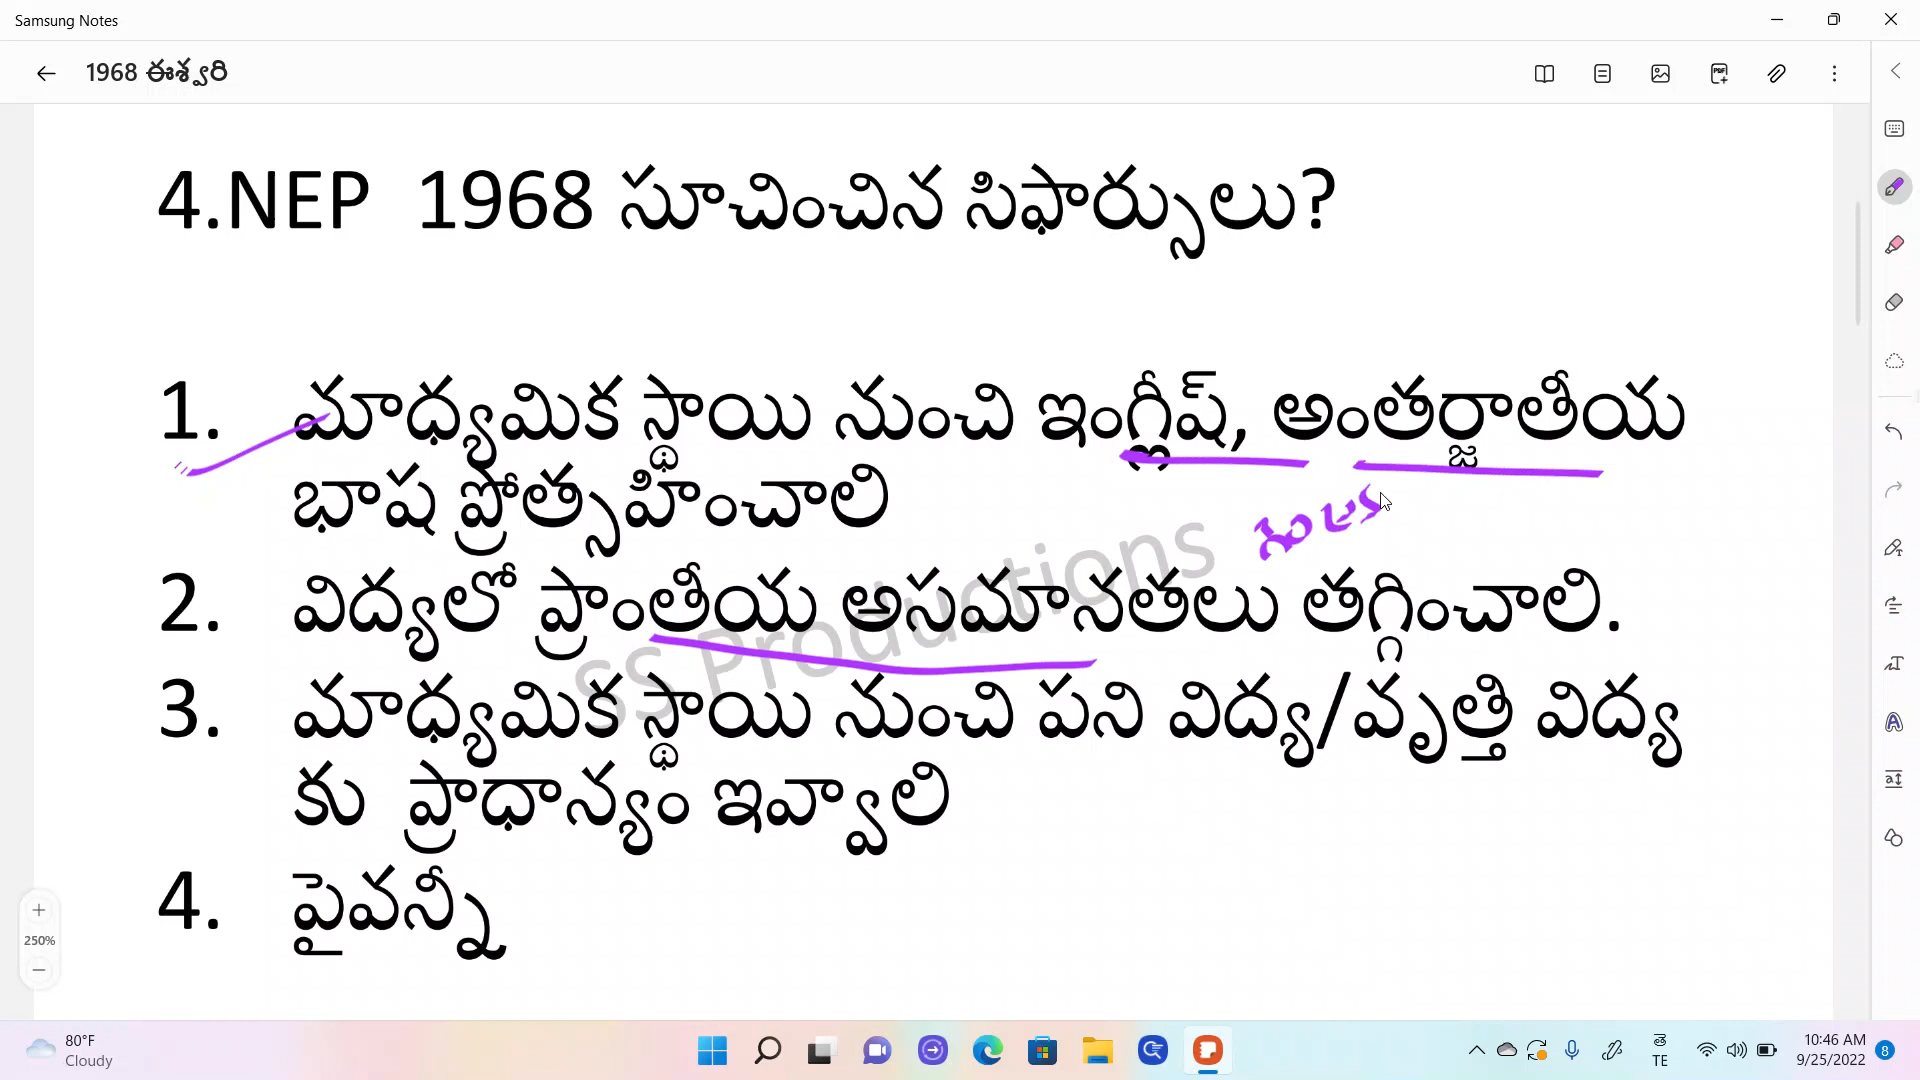 Samsung Notes
1968 ఈశ్వరి
4.NEP 1968 సూచించిన సిఫార్సులు?
1. మాధ్యమిక స్థాయి నుంచి ఇంగ్లీష్, అంతర్జాతీయ
భాష ప్రోత్సహించాలి
2. విద్యలో ప్రాంతీయ అసమానతలు తగ్గించాలి.
3. మాధ్యమిక స్థాయి నుంచి పని విద్య/వృత్తి విద్య
కు ప్రాధాన్యం ఇవ్వాలి
4. పైవన్నీ
SS Productions
250%
80°F
Cloudy
తె
TE
10:46 AM
9/25/2022
8